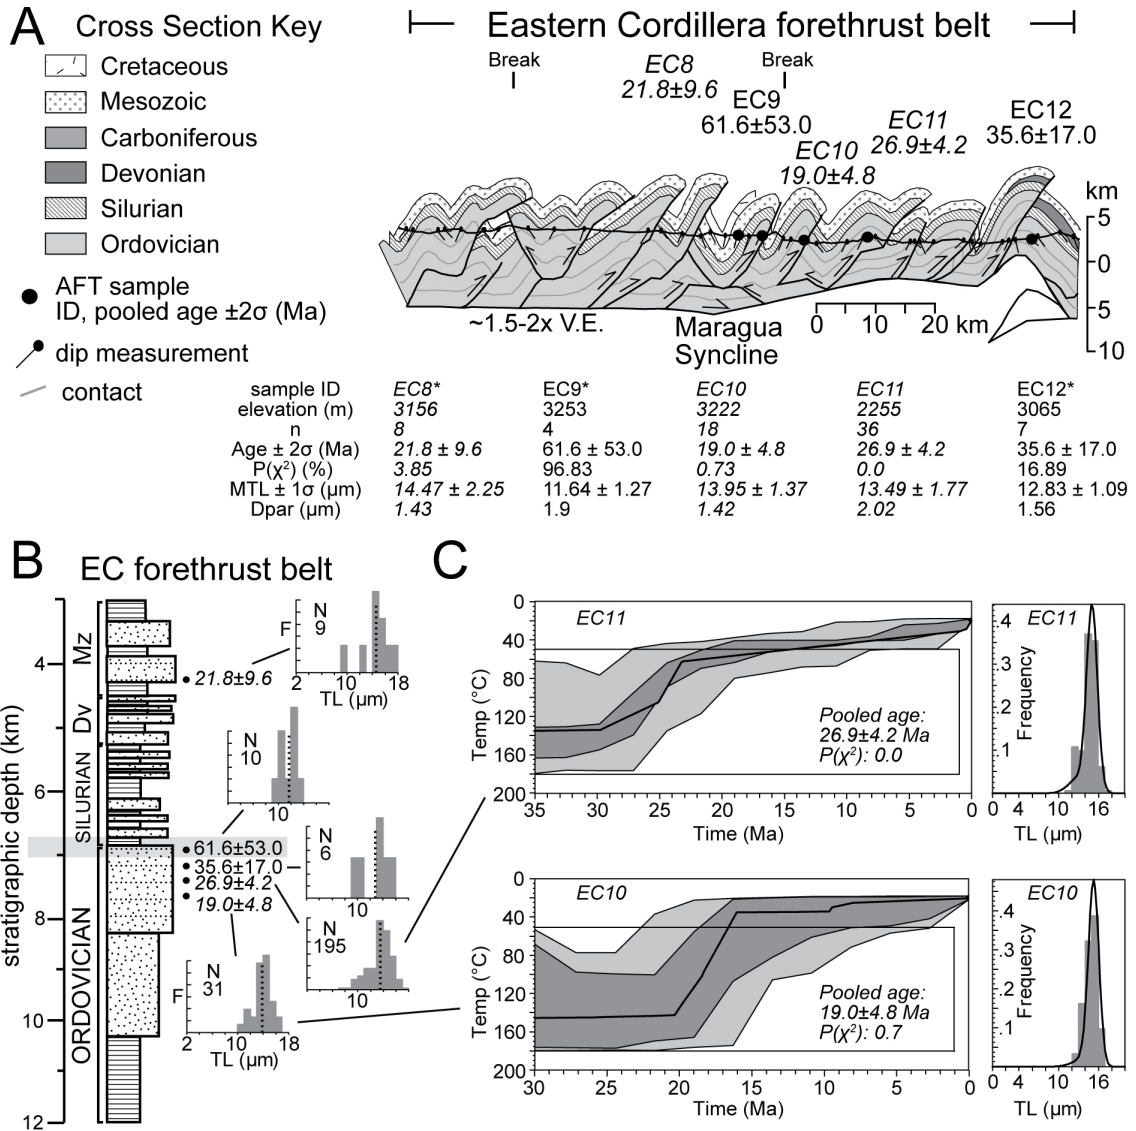 A
Cross Section Key
Cretaceous
Mesozoic
Carboniferous
Devonian
Silurian
Ordovician
AFT sample
ID, pooled age ±2σ (Ma)
dip measurement
contact
Eastern Cordillera forethrust belt
Break
Break
EC8
21.8±9.6
EC9
61.6±53.0
EC10
19.0±4.8
EC11
26.9±4.2
EC12
35.6±17.0
km
5
0
-5
-10
~1.5-2x V.E.
Maragua
Syncline
0 10 20 km
sample ID EC8* EC9* EC10 EC11 EC12*
elevation (m) 3156 3253 3222 2255 3065
n 8 4 18 36 7
Age ± 2σ (Ma) 21.8 ± 9.6 61.6 ± 53.0 19.0 ± 4.8 26.9 ± 4.2 35.6 ± 17.0
P(χ²) (%) 3.85 96.83 0.73 0.0 16.89
MTL ± 1σ (μm) 14.47 ± 2.25 11.64 ± 1.27 13.95 ± 1.37 13.49 ± 1.77 12.83 ± 1.09
Dpar (μm) 1.43 1.9 1.42 2.02 1.56
B
EC forethrust belt
stratigraphic depth (km)
4
6
8
10
12
Mz
Dv
SILURIAN
ORDOVICIAN
21.8±9.6
61.6±53.0
35.6±17.0
26.9±4.2
19.0±4.8
N
9
F
2 10 18
TL (μm)
N
10
10
N
6
10
N
195
10
N
31
F
2 10 18
TL (μm)
C
EC11
Temp (°C)
0
40
80
120
160
200
35 30 25 20 15 10 5 0
Time (Ma)
Pooled age:
26.9±4.2 Ma
P(χ²): 0.0
EC11
Frequency
.4
.3
.2
.1
0 4 16
TL (μm)
EC10
Temp (°C)
0
40
80
120
160
200
30 25 20 15 10 5 0
Time (Ma)
Pooled age:
19.0±4.8 Ma
P(χ²): 0.7
EC10
Frequency
.4
.3
.2
.1
0 4 16
TL (μm)